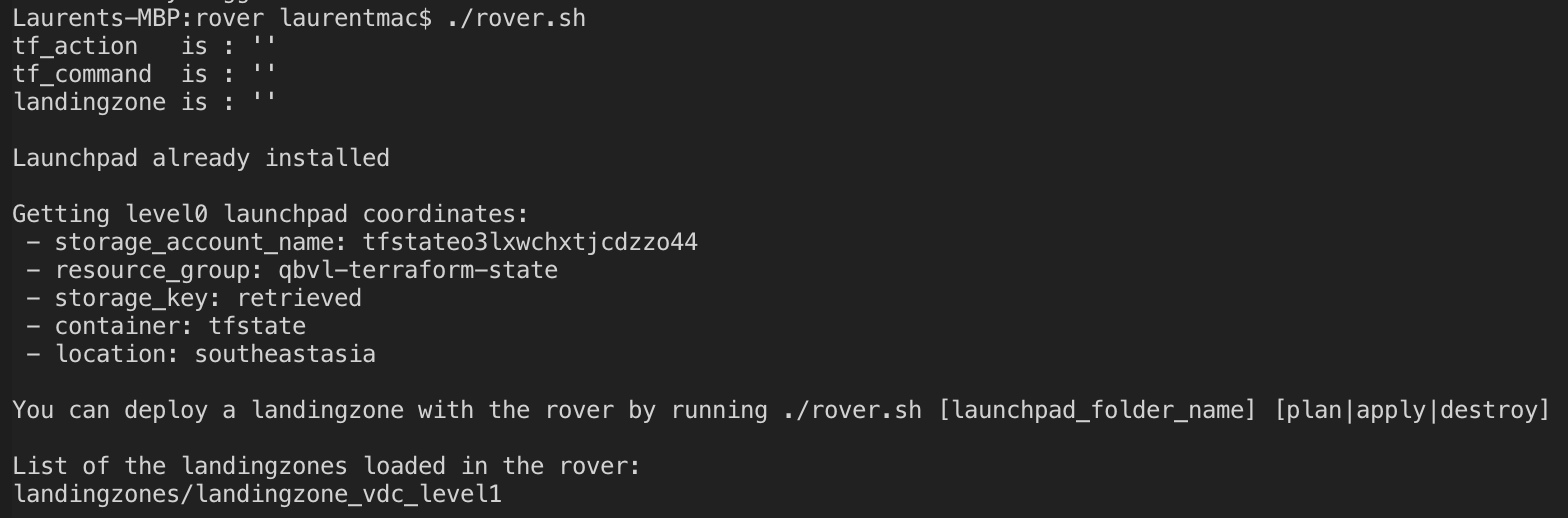 Laurents-MBP:rover laurentmac$ ./rover.sh
tf_action   is : ''
tf_command  is : ''
landingzone is : ''
Launchpad already installed
Getting level0 launchpad coordinates:
 - storage_account_name: tfstateo3lxwchxtjcdzzo44
 - resource_group: qbvl-terraform-state
 - storage_key: retrieved
 - container: tfstate
 - location: southeastasia
You can deploy a landingzone with the rover by running ./rover.sh [launchpad_folder_name] [plan|apply|destroy]
List of the landingzones loaded in the rover:
landingzones/landingzone_vdc_level1